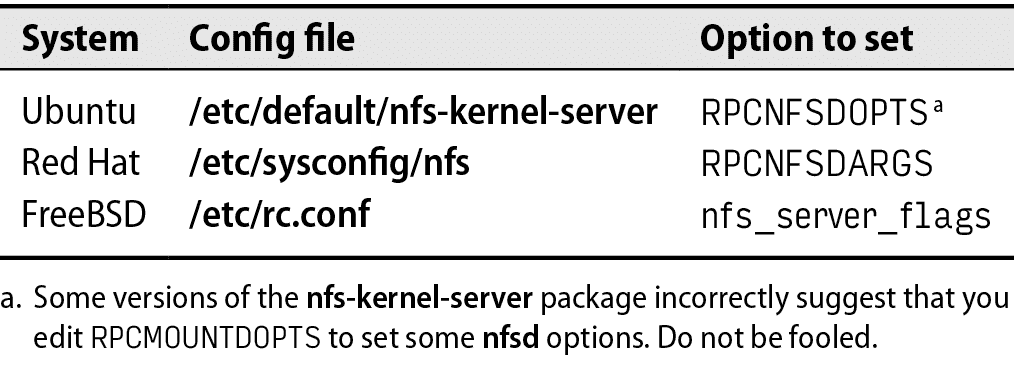 System Config file Option to set
Ubuntu /etc/default/nfs-kernel-server RPCNFSDOPTS a
Red Hat /etc/sysconfig/nfs RPCNFSDARGS
FreeBSD /etc/rc.conf nfs_server_flags
a. Some versions of the nfs-kernel-server package incorrectly suggest that you
edit RPCMOUNTDOPTS to set some nfsd options. Do not be fooled.